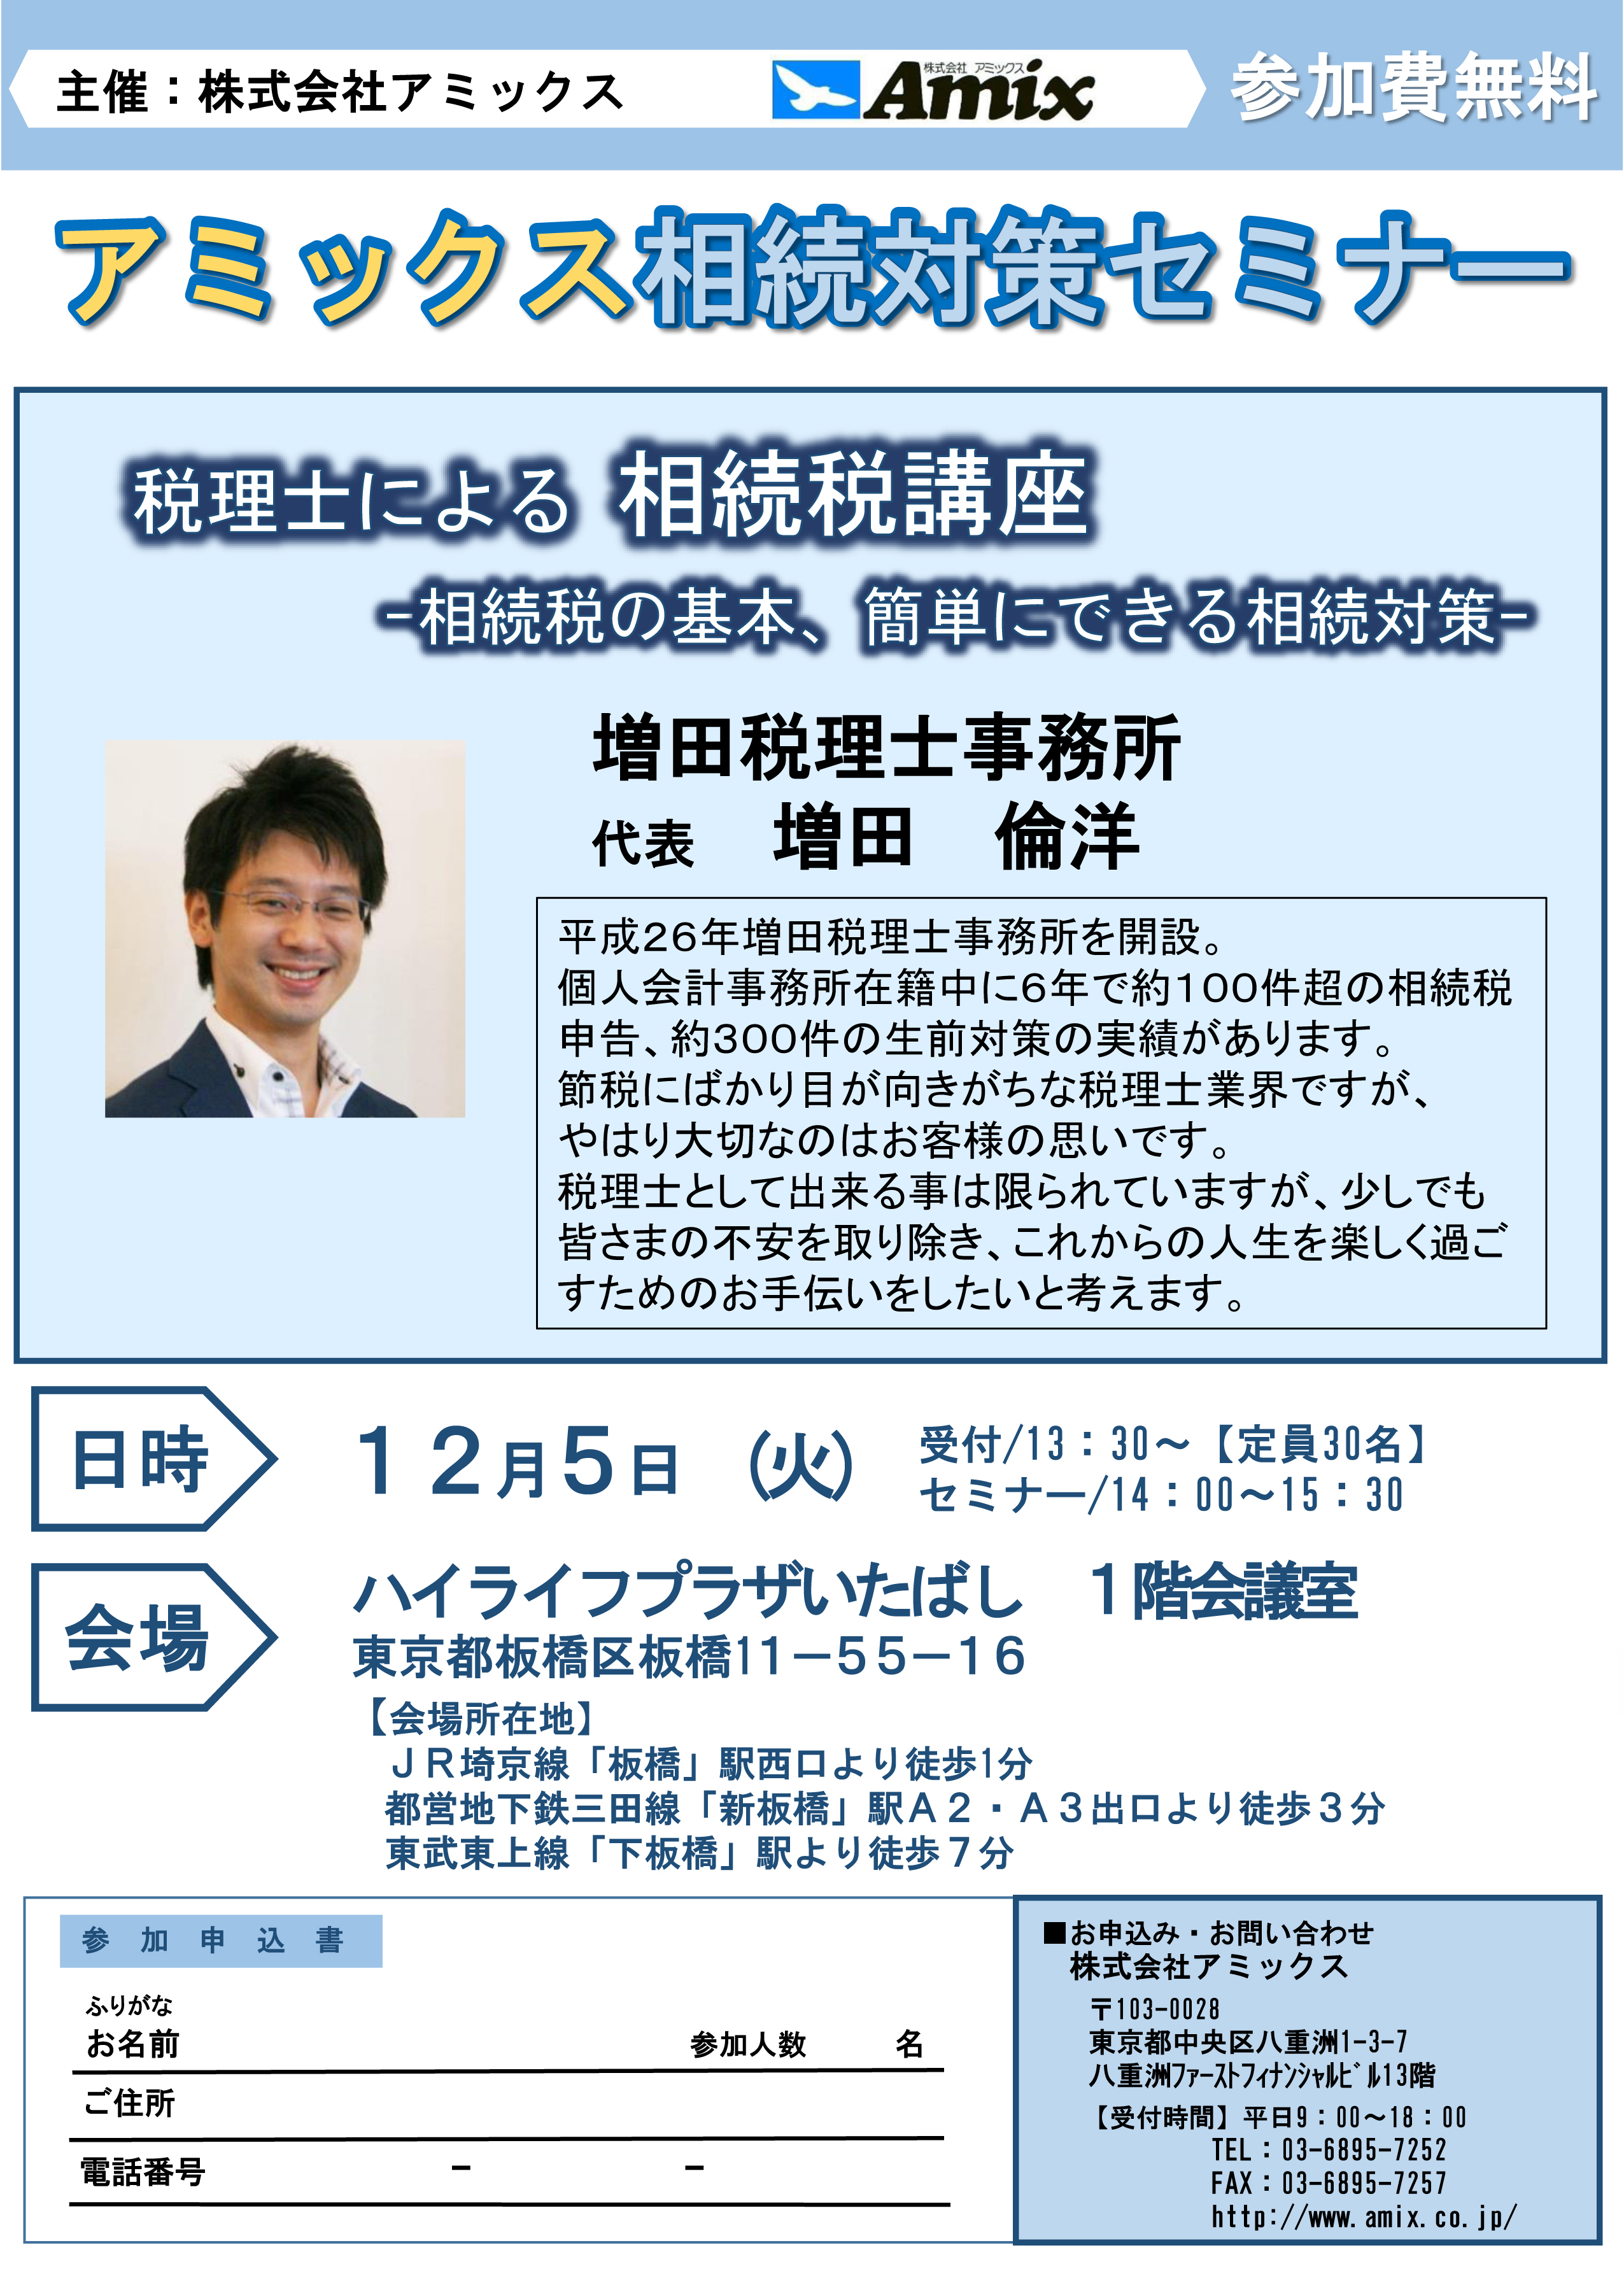 主催：株式会社アミックス
株式会社 アミックス
Amix
参加費無料
アミックス相続対策セミナー
税理士による 相続税講座
-相続税の基本、簡単にできる相続対策-
増田税理士事務所
代表　増田　倫洋
平成２６年増田税理士事務所を開設。
個人会計事務所在籍中に６年で約１００件超の相続税
申告、約３００件の生前対策の実績があります。
節税にばかり目が向きがちな税理士業界ですが、
やはり大切なのはお客様の思いです。
税理士として出来る事は限られていますが、少しでも
皆さまの不安を取り除き、これからの人生を楽しく過ご
すためのお手伝いをしたいと考えます。
日時
１２月５日　（火）
受付/13：30～【定員30名】
セミナー/14：00～15：30
会場
ハイライフプラザいたばし　１階会議室
東京都板橋区板橋11－５５－１６
【会場所在地】
ＪＲ埼京線「板橋」駅西口より徒歩1分
都営地下鉄三田線「新板橋」駅Ａ２・Ａ３出口より徒歩３分
東武東上線「下板橋」駅より徒歩７分
参　加　申　込　書
ふりがな
お名前　参加人数　名
ご住所
電話番号　－　－
■お申込み・お問い合わせ
株式会社アミックス
〒103-0028
東京都中央区八重洲1-3-7
八重洲ﾌｧｰｽﾄﾌｨﾅﾝｼｬﾙﾋﾞﾙ13階
【受付時間】平日9：00～18：00
TEL：03-6895-7252
FAX：03-6895-7257
http://www.amix.co.jp/